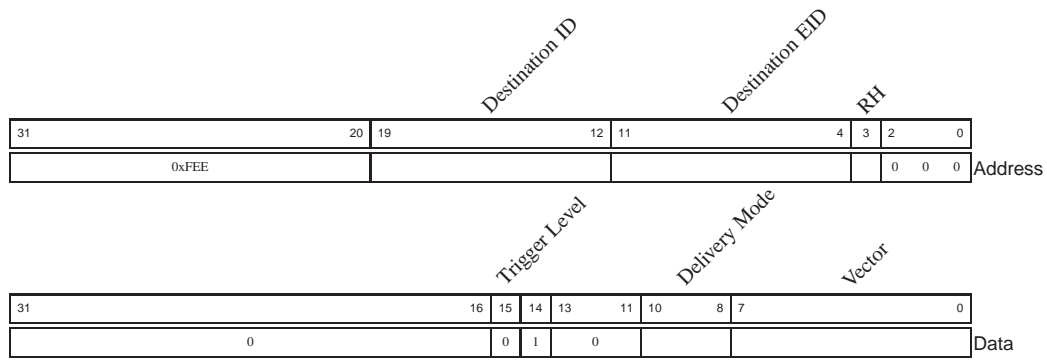 Destination ID Destination EID RH
31 20 19 12 11 4 3 2 0
0xFEE 0 0 0 Address
Trigger Level Delivery Mode Vector
31 16 15 14 13 11 10 8 7 0
0 0 1 0 Data